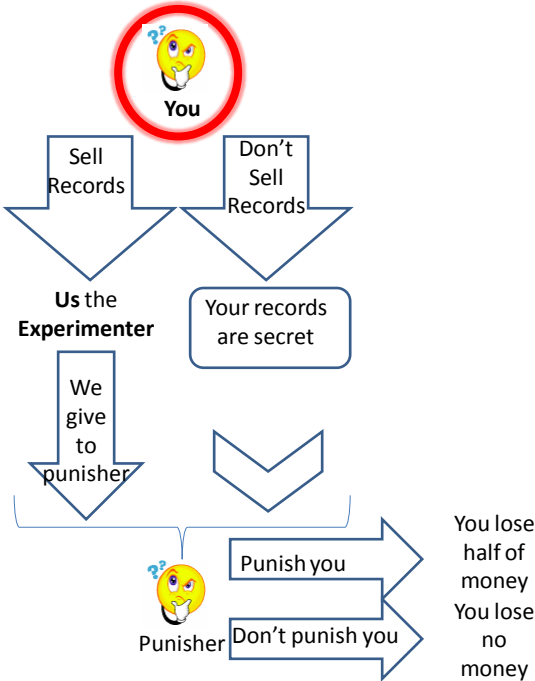 ??
You
Sell
Records
Don't
Sell
Records
Us the
Experimenter
Your records
are secret
We
give
to
punisher
??
Punisher
Punish you
You lose
half of
money
Don't punish you
You lose
no
money